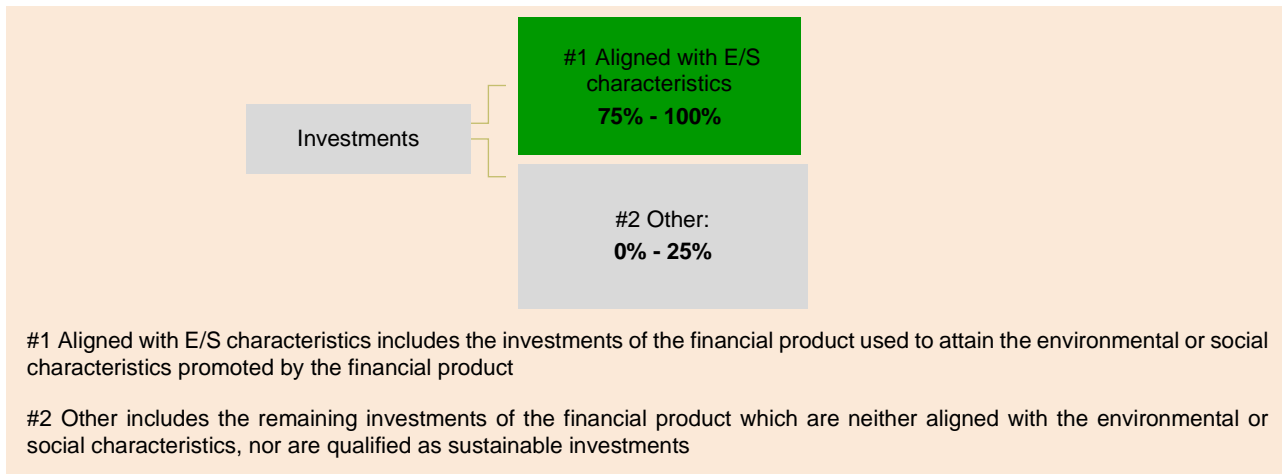 #1 Aligned with E/S
characteristics
75% - 100%
Investments
#2 Other:
0% - 25%
#1 Aligned with E/S characteristics includes the investments of the financial product used to attain the environmental or social
characteristics promoted by the financial product
#2 Other includes the remaining investments of the financial product which are neither aligned with the environmental or
social characteristics, nor are qualified as sustainable investments